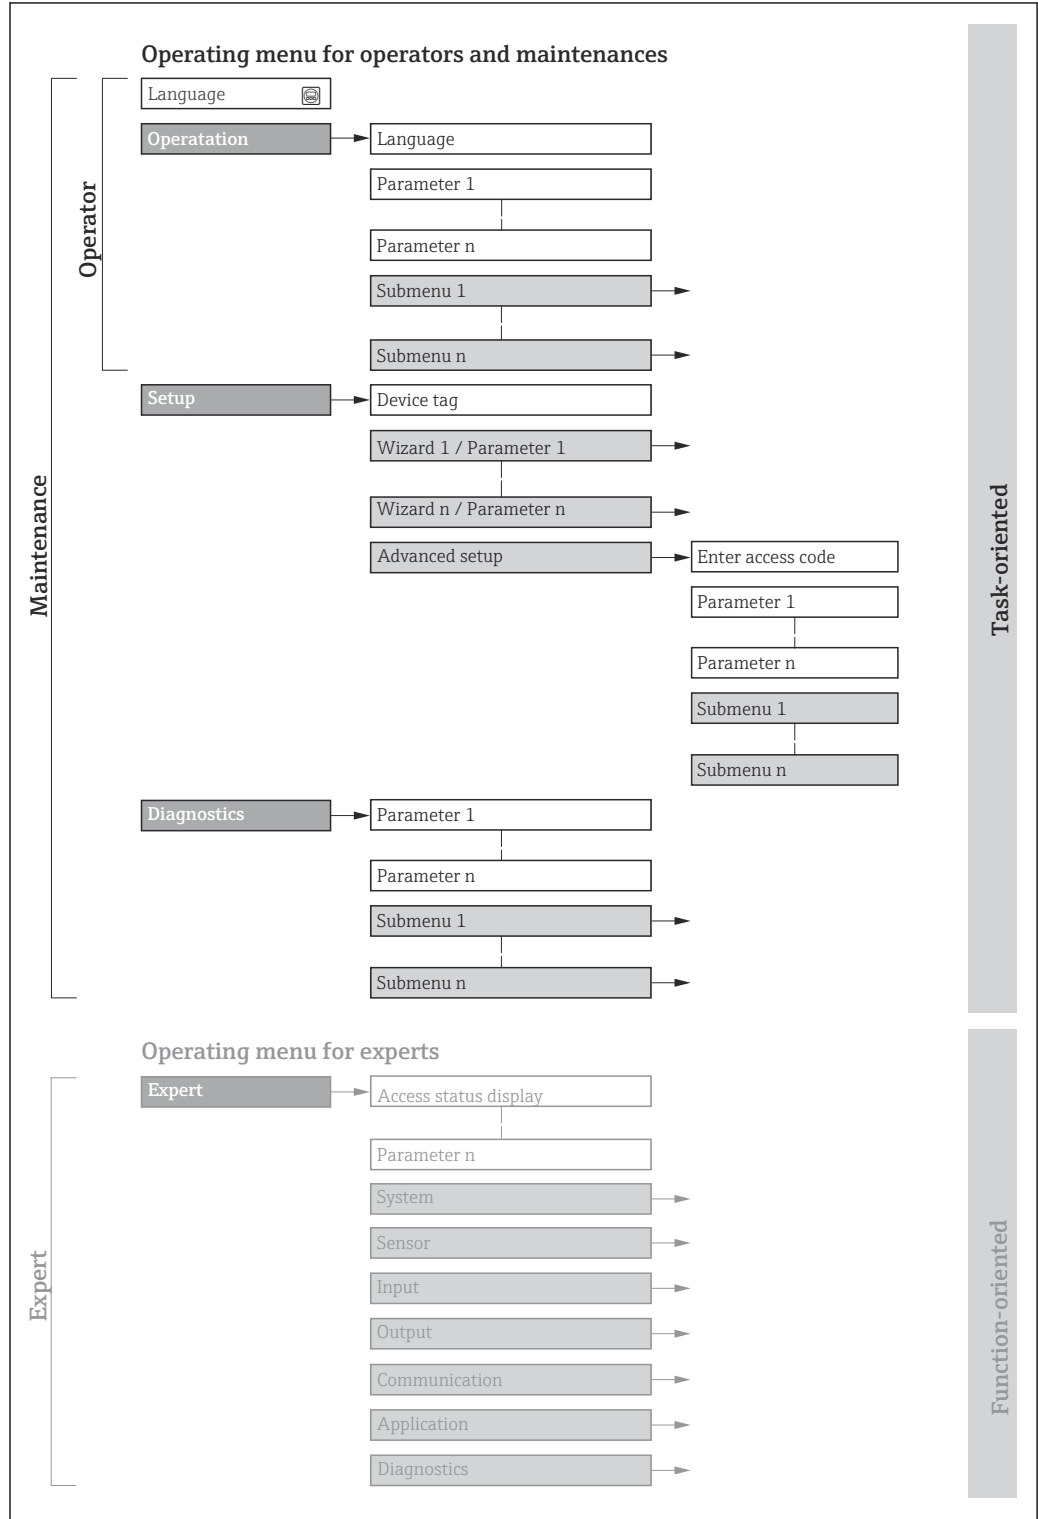 Operating menu for operators and maintenances
Language
Operatation
Language
Parameter 1
Parameter n
Submenu 1
Submenu n
Operator
Setup
Device tag
Wizard 1 / Parameter 1
Wizard n / Parameter n
Advanced setup
Enter access code
Parameter 1
Parameter n
Submenu 1
Submenu n
Maintenance
Task-oriented
Diagnostics
Parameter 1
Parameter n
Submenu 1
Submenu n
Operating menu for experts
Expert
Access status display
Parameter n
System
Sensor
Input
Output
Communication
Application
Diagnostics
Expert
Function-oriented